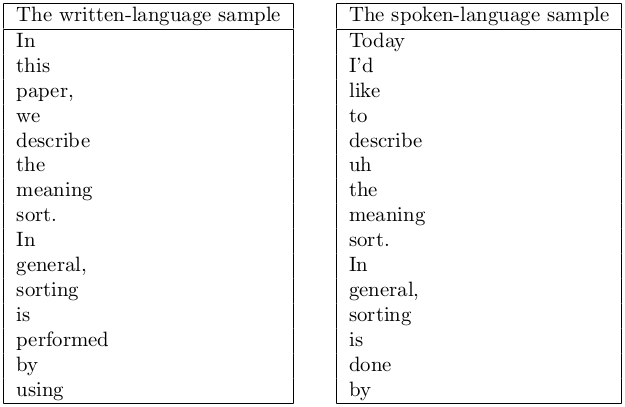 The written-language sample
In
this
paper,
we
describe
the
meaning
sort.
In
general,
sorting
is
performed
by
using
The spoken-language sample
Today
I'd
like
to
describe
uh
the
meaning
sort.
In
general,
sorting
is
done
by